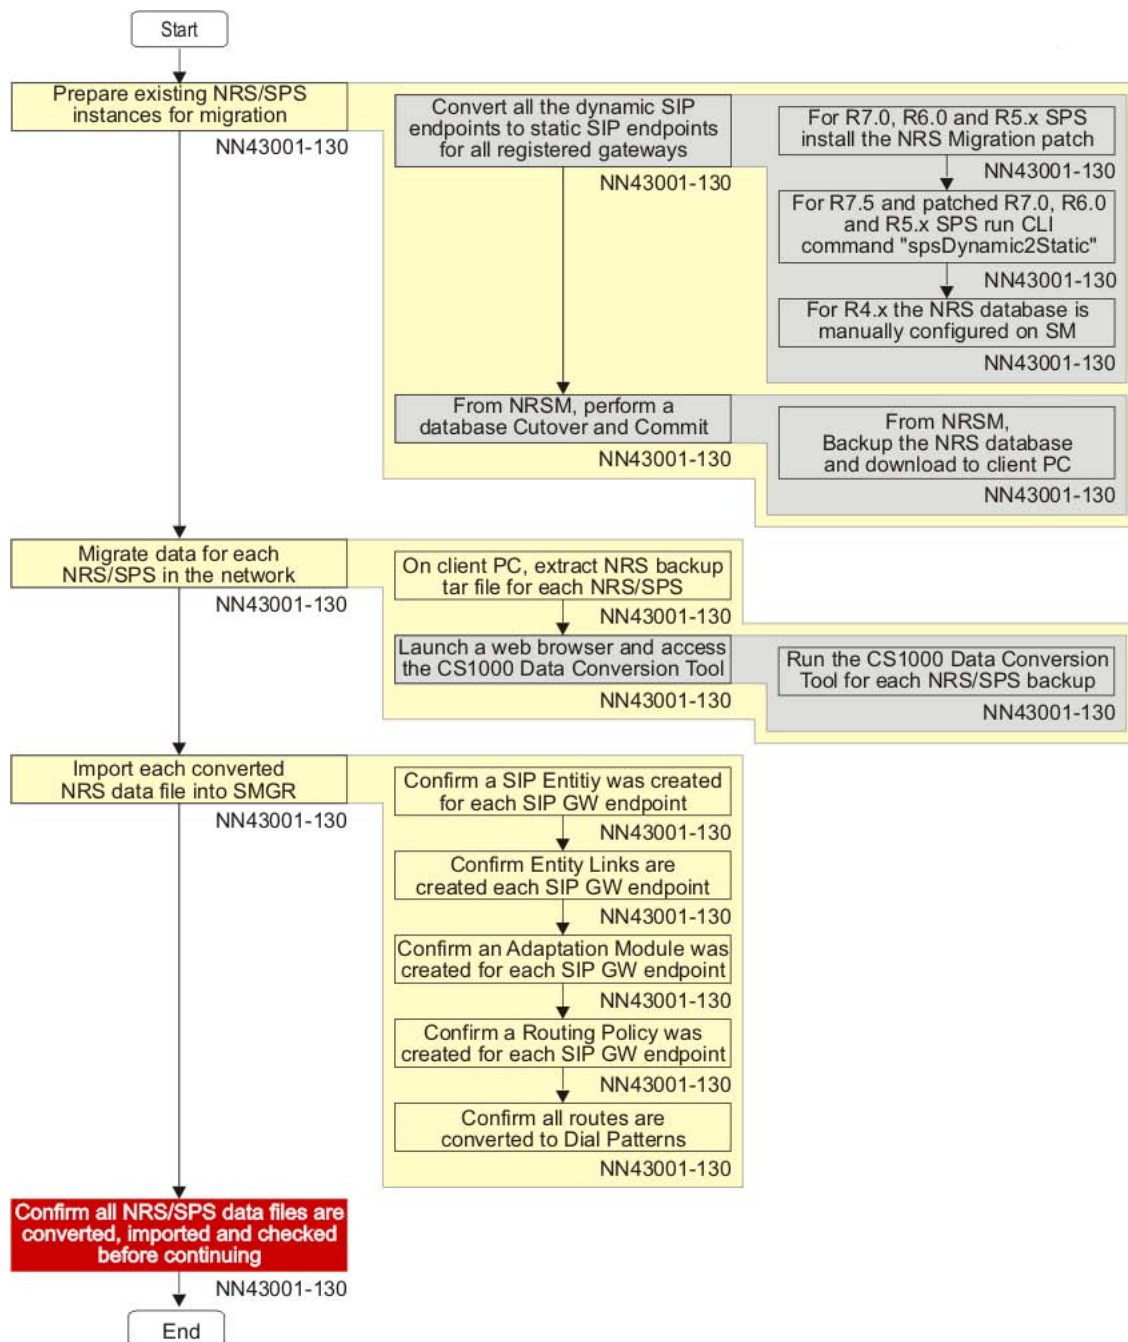 Start
Prepare existing NRS/SPS
instances for migration
NN43001-130
Convert all the dynamic SIP
endpoints to static SIP endpoints
for all registered gateways
NN43001-130
For R7.0, R6.0 and R5.x SPS
install the NRS Migration patch
NN43001-130
For R7.5 and patched R7.0, R6.0
and R5.x SPS run CLI
command "spsDynamic2Static"
NN43001-130
For R4.x the NRS database is
manually configured on SM
NN43001-130
From NRSM, perform a
database Cutover and Commit
NN43001-130
From NRSM,
Backup the NRS database
and download to client PC
NN43001-130
Migrate data for each
NRS/SPS in the network
NN43001-130
On client PC, extract NRS backup
tar file for each NRS/SPS
NN43001-130
Launch a web browser and access
the CS1000 Data Conversion Tool
NN43001-130
Run the CS1000 Data Conversion
Tool for each NRS/SPS backup
NN43001-130
Import each converted
NRS data file into SMGR
NN43001-130
Confirm a SIP Entitiy was created
for each SIP GW endpoint
NN43001-130
Confirm Entity Links are
created each SIP GW endpoint
NN43001-130
Confirm an Adaptation Module was
created for each SIP GW endpoint
NN43001-130
Confirm a Routing Policy was
created for each SIP GW endpoint
NN43001-130
Confirm all routes are
converted to Dial Patterns
NN43001-130
Confirm all NRS/SPS data files are
converted, imported and checked
before continuing
NN43001-130
End